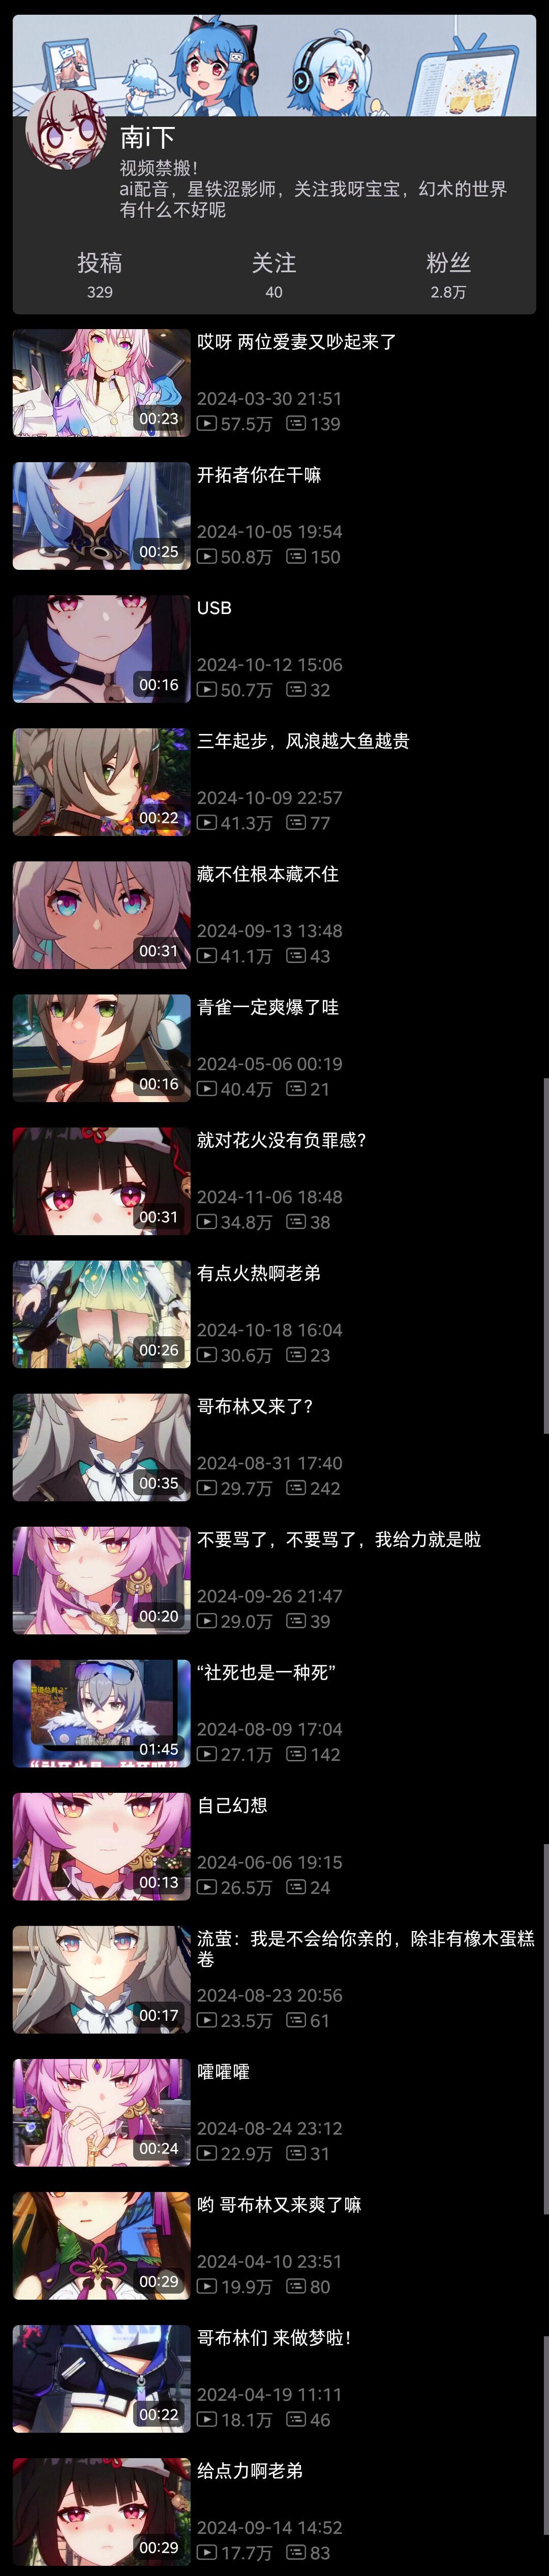 南i下
视频禁搬！
ai配音，星铁涩影师，关注我呀宝宝，幻术的世界
有什么不好呢
投稿 关注 粉丝
329 40 2.8万
哎呀 两位爱妻又吵起来了
2024-03-30 21:51
00:23 57.5万 139
开拓者你在干嘛
2024-10-05 19:54
00:25 50.8万 150
USB
2024-10-12 15:06
00:16 50.7万 32
三年起步，风浪越大鱼越贵
2024-10-09 22:57
00:22 41.3万 77
藏不住根本藏不住
2024-09-13 13:48
00:31 41.1万 43
青雀一定爽爆了哇
2024-05-06 00:19
00:16 40.4万 21
就对花火没有负罪感？
2024-11-06 18:48
00:31 34.8万 38
有点火热啊老弟
2024-10-18 16:04
00:26 30.6万 23
哥布林又来了？
2024-08-31 17:40
00:35 29.7万 242
不要骂了，不要骂了，我给力就是啦
2024-09-26 21:47
00:20 29.0万 39
“社死也是一种死”
2024-08-09 17:04
01:45 27.1万 142
自己幻想
2024-06-06 19:15
00:13 26.5万 24
流萤：我是不会给你亲的，除非有橡木蛋糕
卷
2024-08-23 20:56
00:17 23.5万 61
嚯嚯嚯
2024-08-24 23:12
00:24 22.9万 31
哟 哥布林又来爽了嘛
2024-04-10 23:51
00:29 19.9万 80
哥布林们 来做梦啦！
2024-04-19 11:11
00:22 18.1万 46
给点力啊老弟
2024-09-14 14:52
00:29 17.7万 83